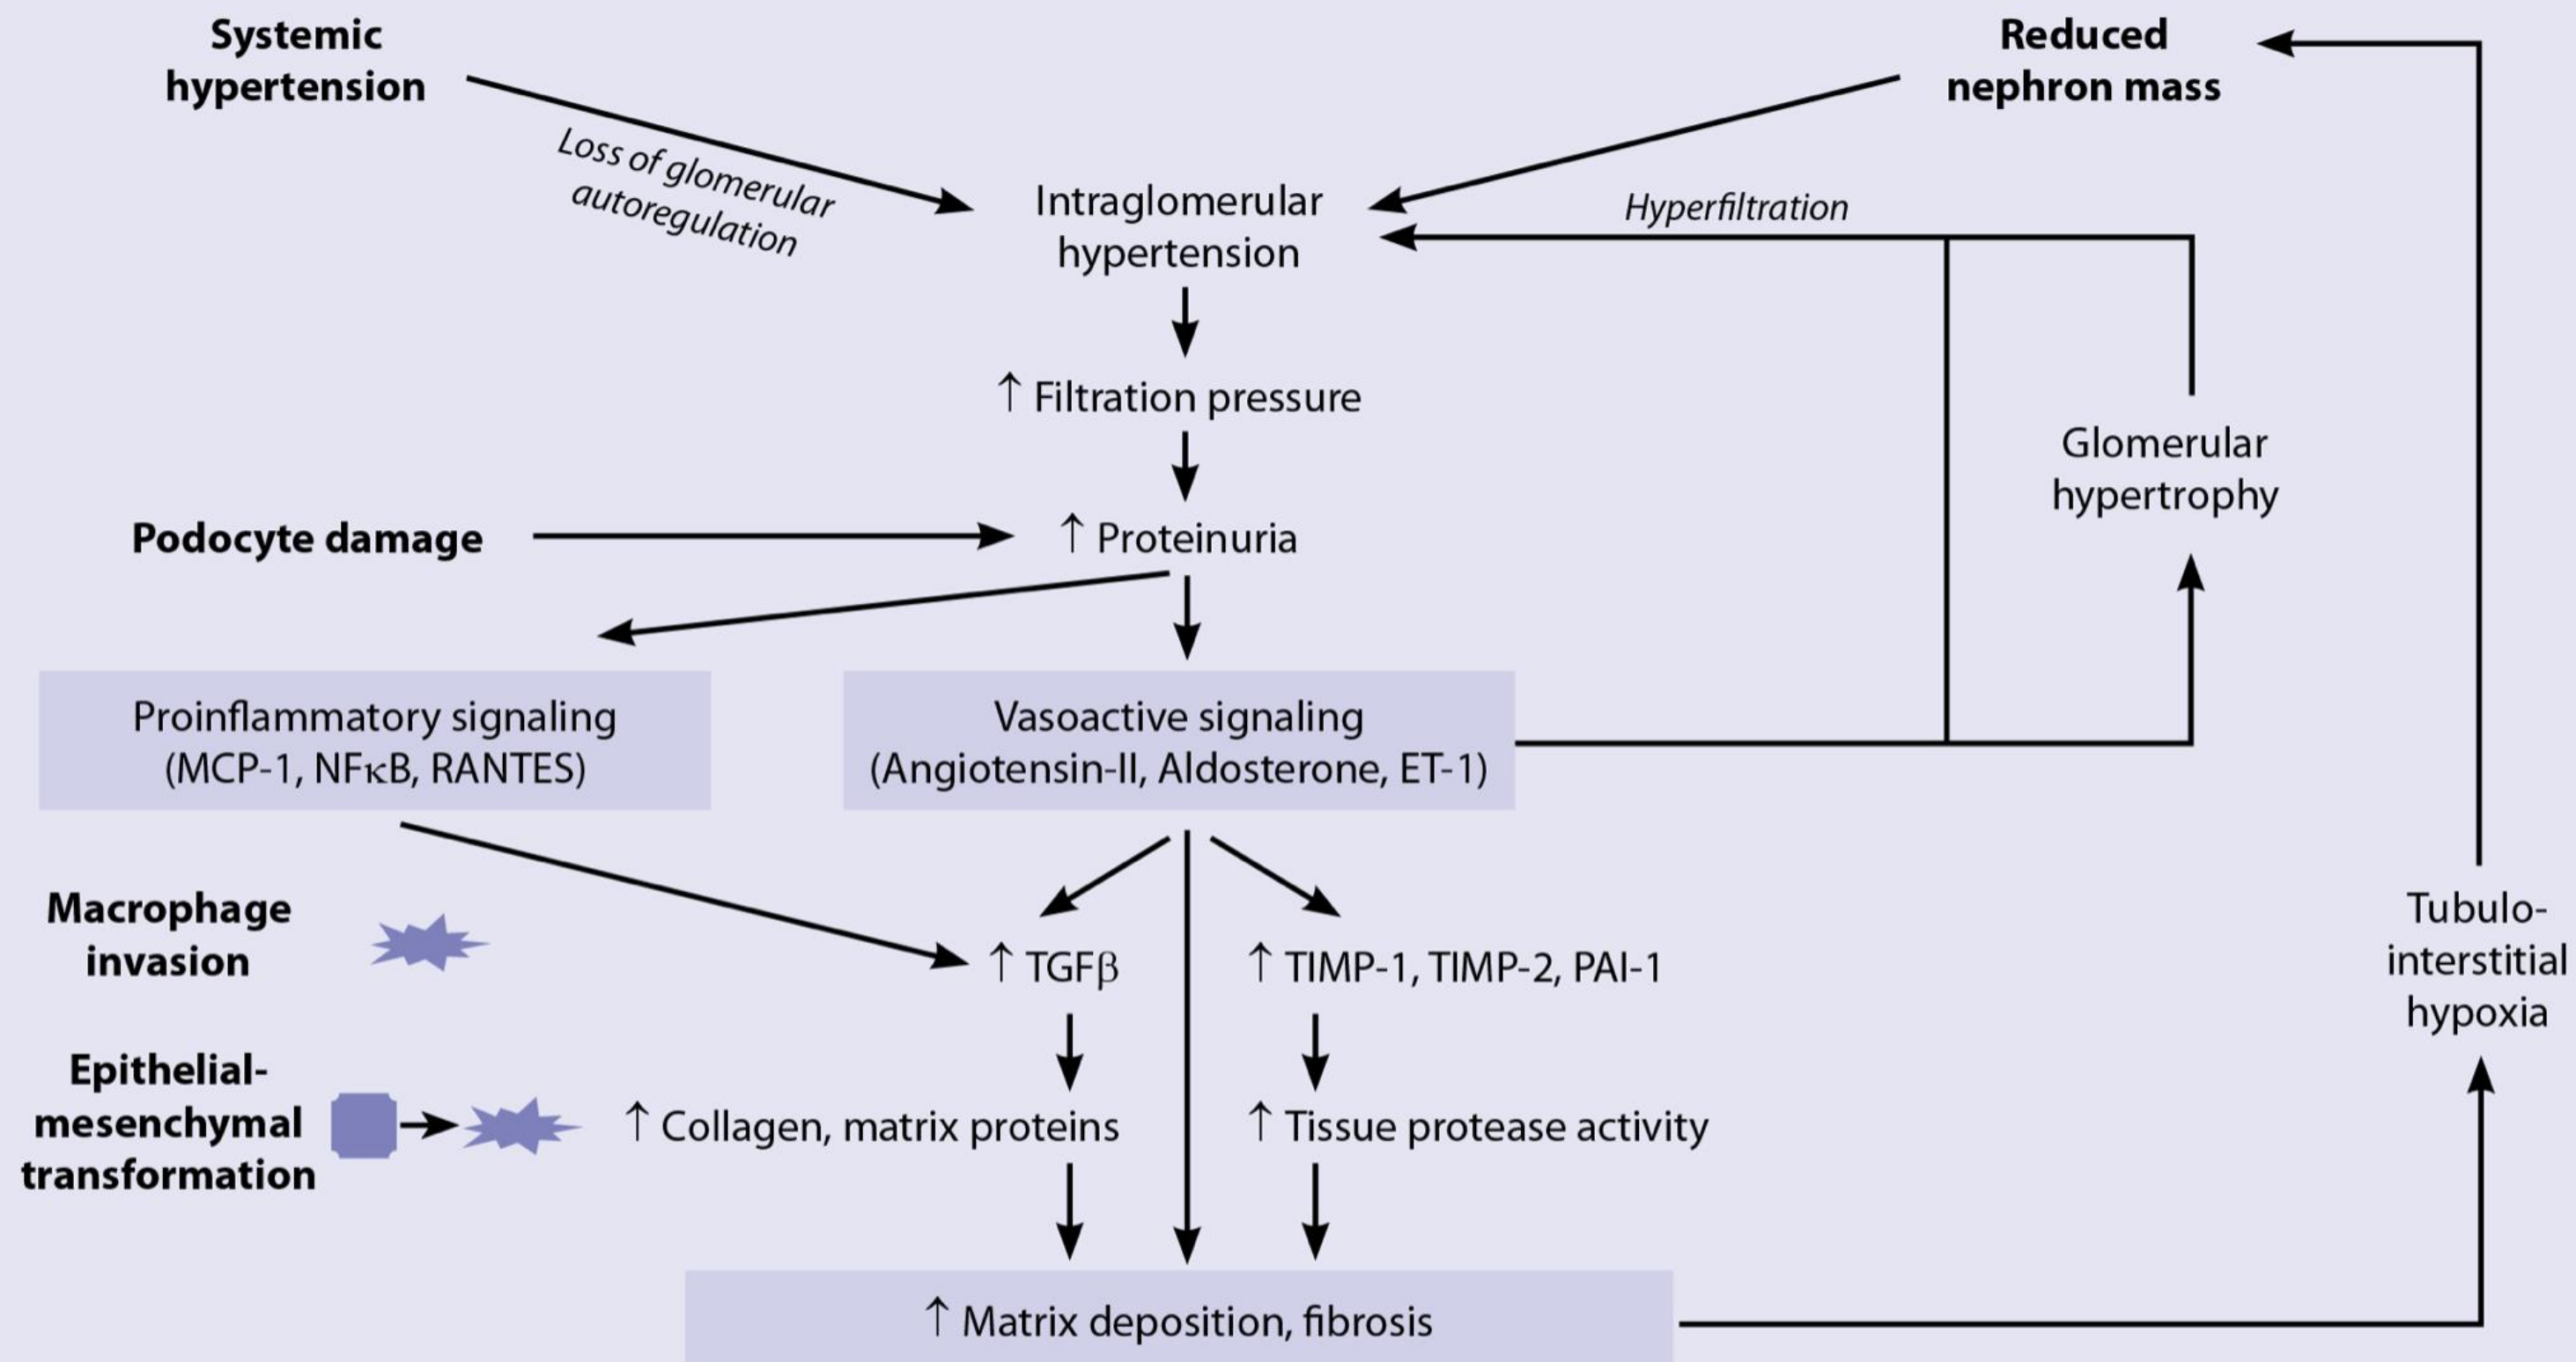 Systemic
hypertension
Reduced
nephron mass
Loss of glomerular
autoregulation
Intraglomerular
hypertension
Hyperfiltration
↑ Filtration pressure
Glomerular
hypertrophy
Podocyte damage
↑ Proteinuria
Proinflammatory signaling
(MCP-1, NFκB, RANTES)
Vasoactive signaling
(Angiotensin-II, Aldosterone, ET-1)
Macrophage
invasion
↑ TGFβ
↑ TIMP-1, TIMP-2, PAI-1
Tubulo-
interstitial
hypoxia
Epithelial-
mesenchymal
transformation
↑ Collagen, matrix proteins
↑ Tissue protease activity
↑ Matrix deposition, fibrosis